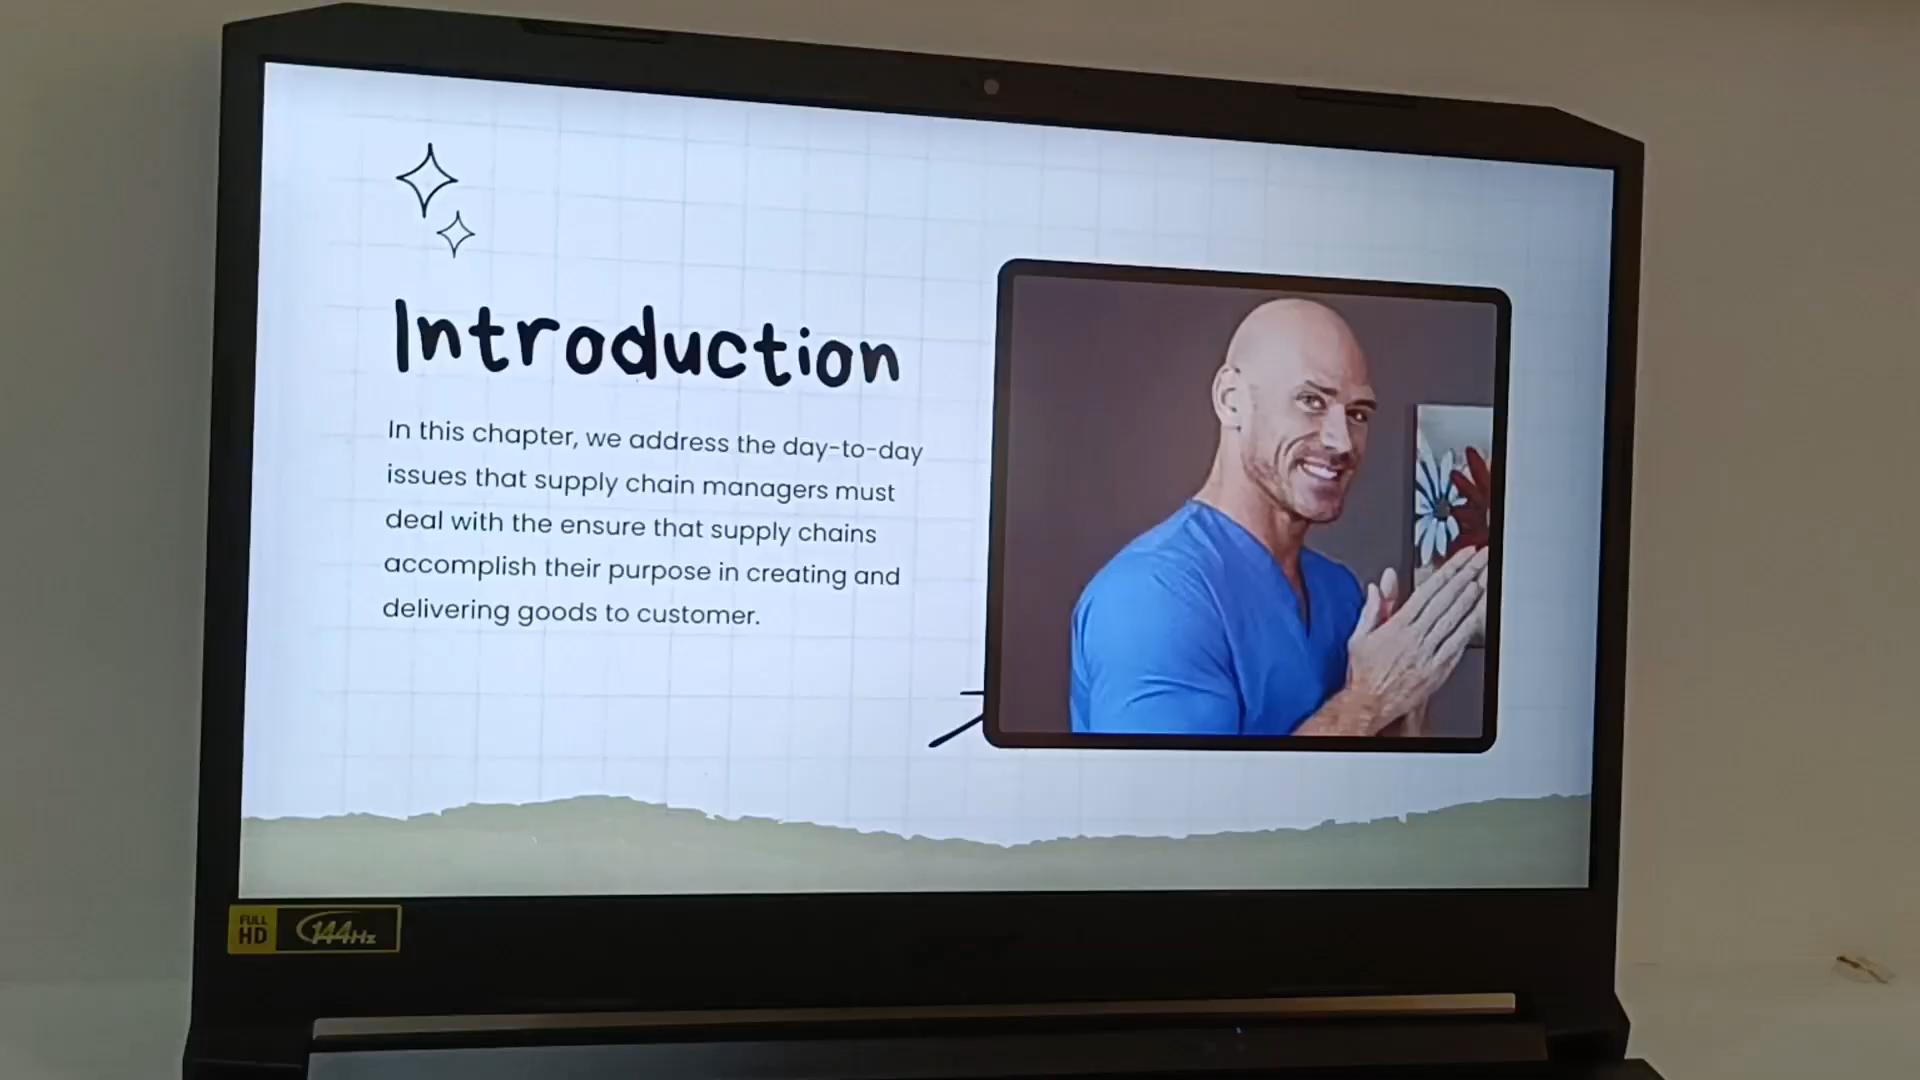 Introduction
In this chapter, we address the day-to-day
issues that supply chain managers must
deal with the ensure that supply chains
accomplish their purpose in creating and
delivering goods to customer.
FULL
HD
144Hz